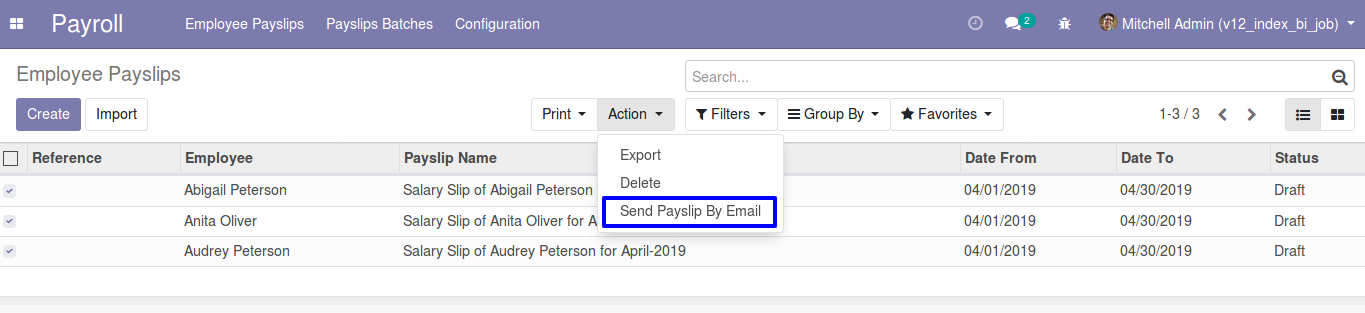 Payroll Employee Payslips Payslips Batches Configuration 2 Mitchell Admin (v12_index_bi_job)
Employee Payslips Search...
Create Import Print Action Filters Group By Favorites 1-3 / 3
Export
Delete
Send Payslip By Email
Reference Employee Payslip Name Date From Date To Status
Abigail Peterson Salary Slip of Abigail Peterson 04/01/2019 04/30/2019 Draft
Anita Oliver Salary Slip of Anita Oliver for A 04/01/2019 04/30/2019 Draft
Audrey Peterson Salary Slip of Audrey Peterson for April-2019 04/01/2019 04/30/2019 Draft